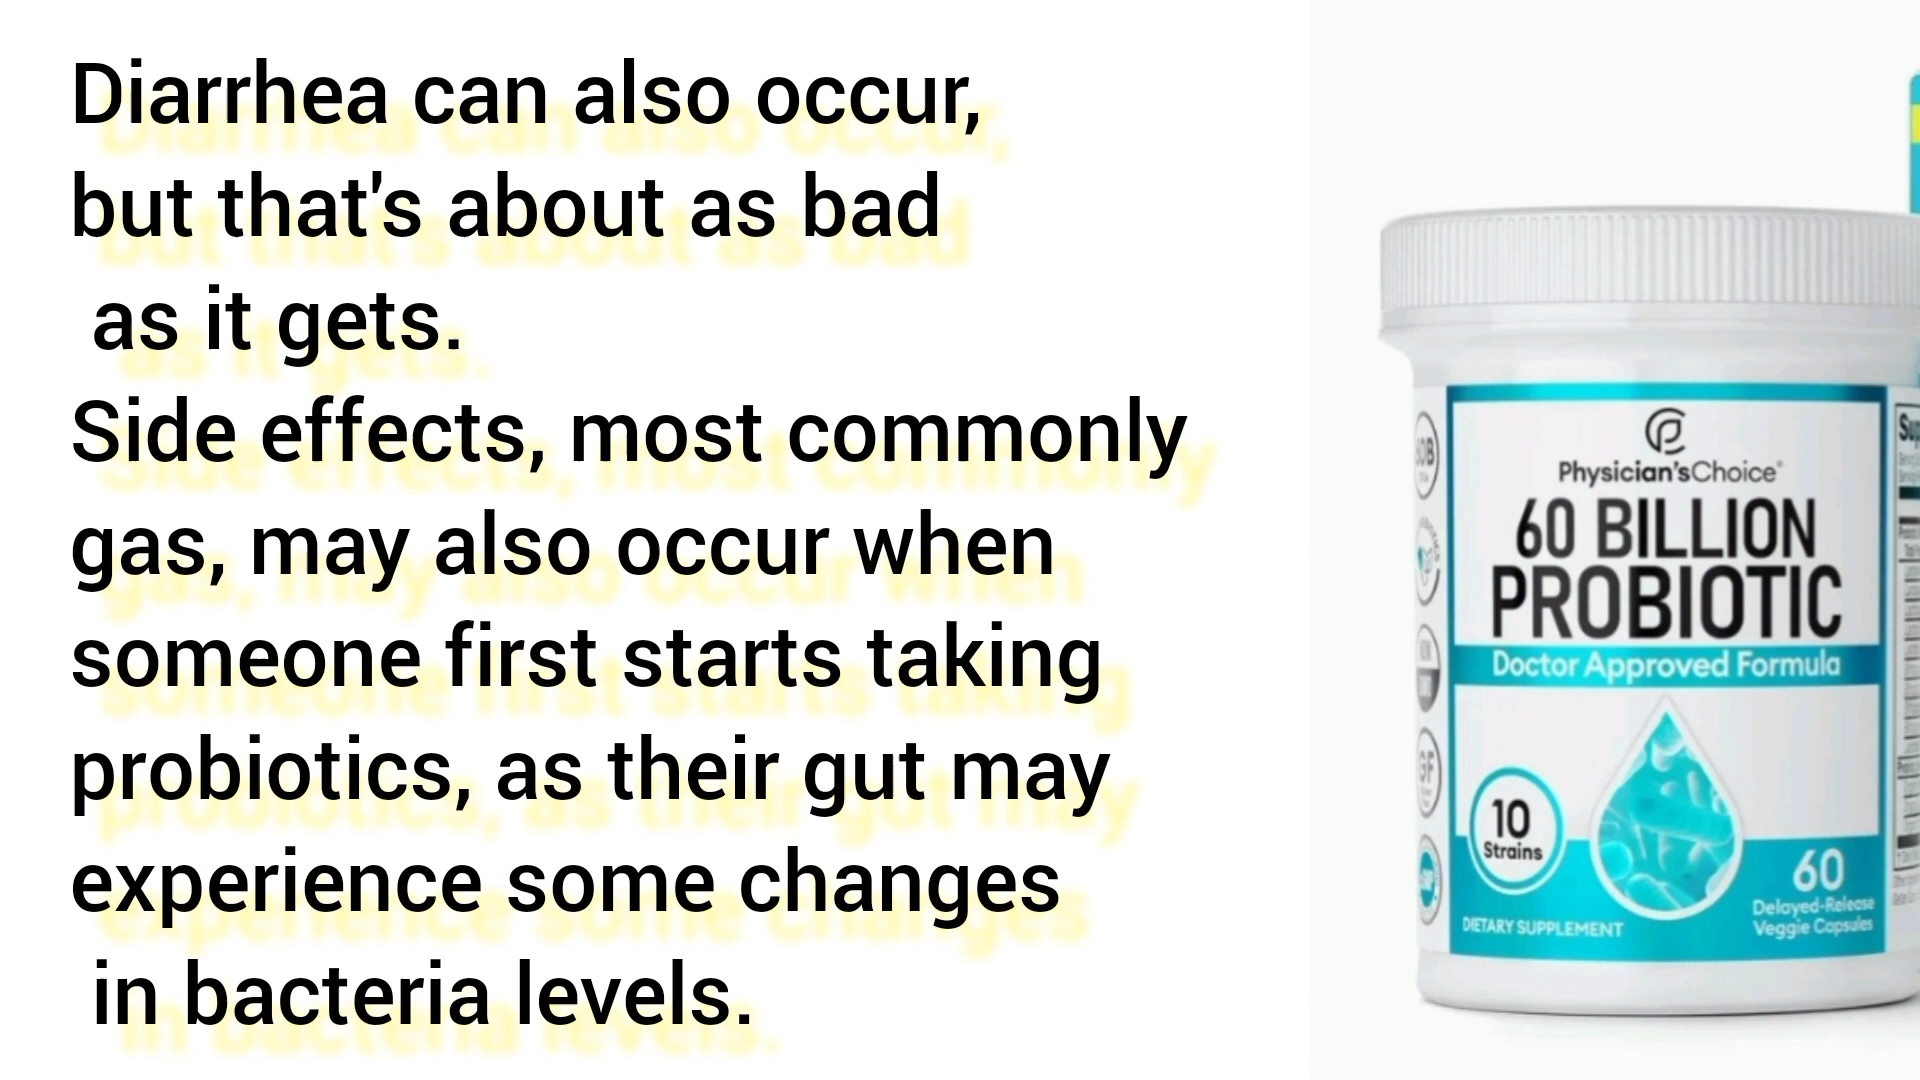 Diarrhea can also occur,
but that's about as bad
as it gets.
Side effects, most commonly
gas, may also occur when
someone first starts taking
probiotics, as their gut may
experience some changes
in bacteria levels.
Physician'sChoice®
60 BILLION
PROBIOTIC
Doctor Approved Formula
10
Strains
60
Delayed-Release
Veggie Capsules
DIETARY SUPPLEMENT
GF